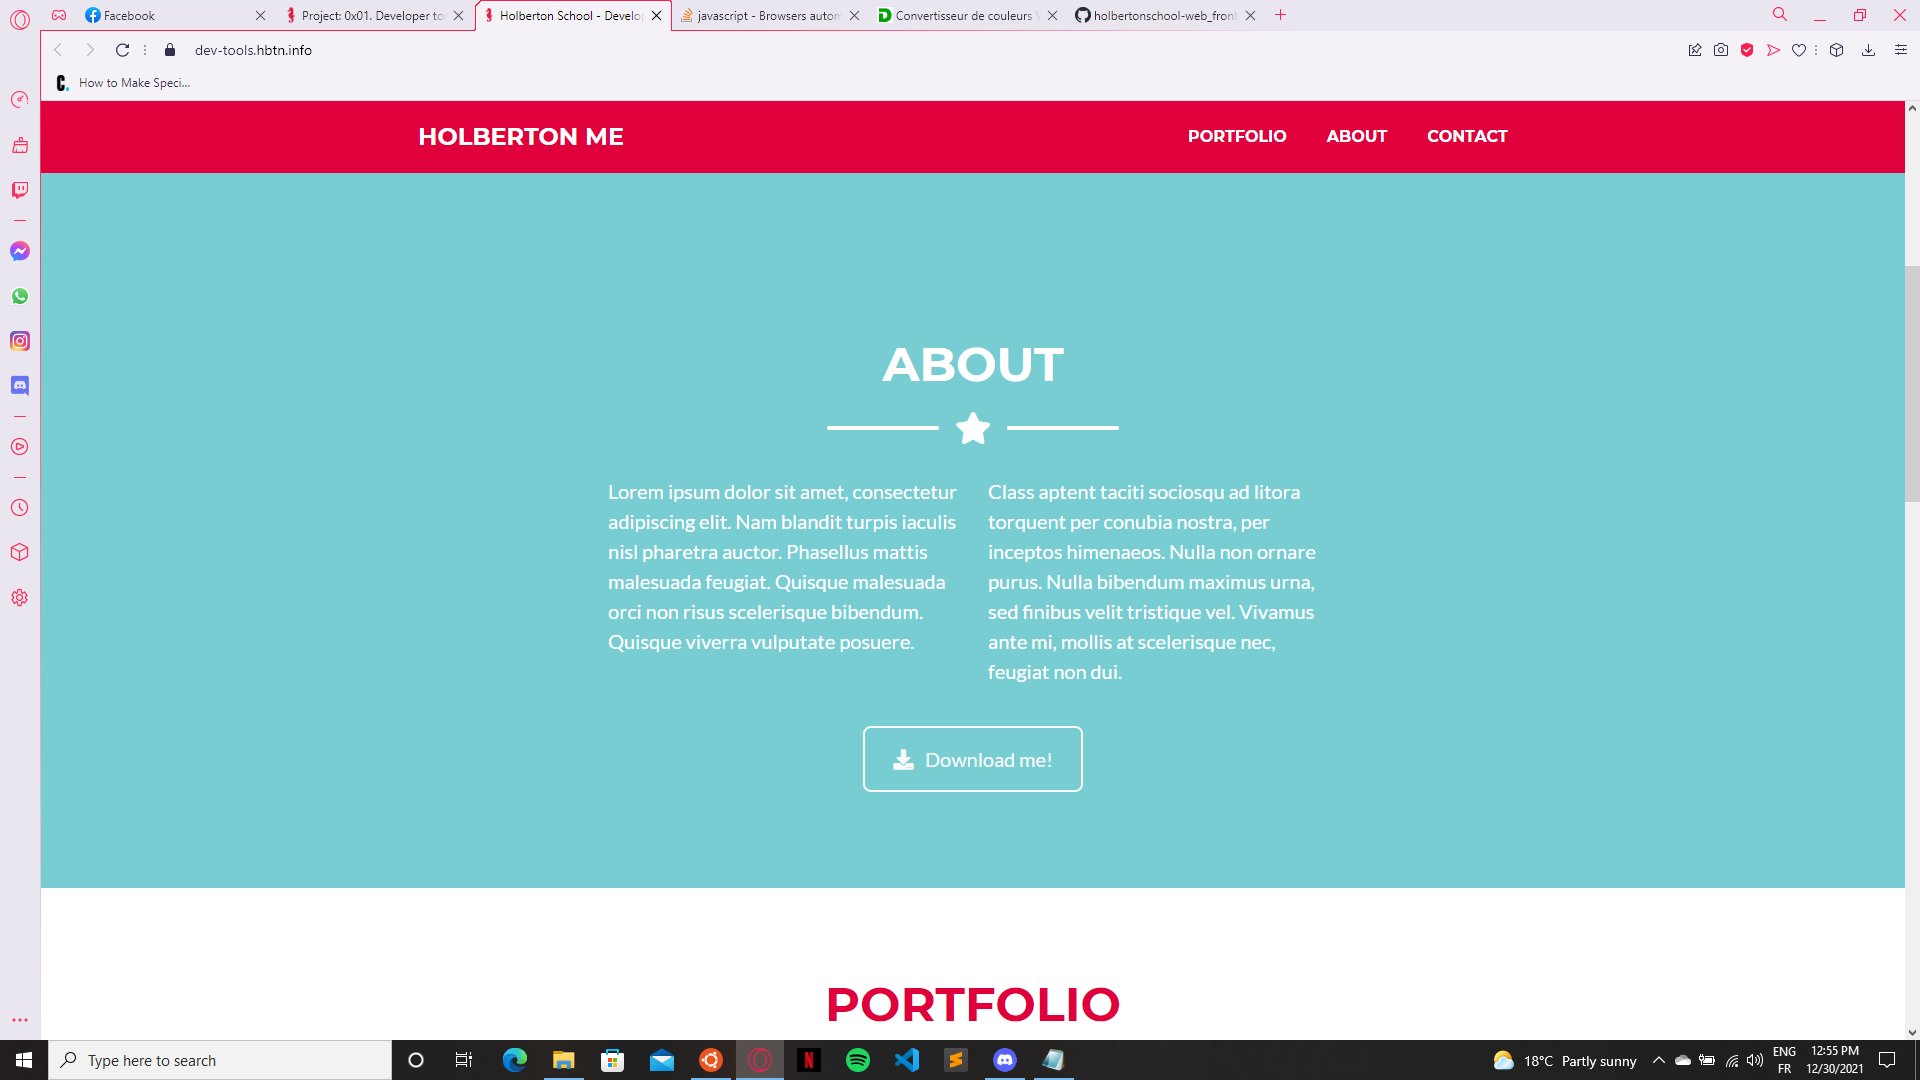 Facebook
Project: 0x01. Developer to
Holberton School - Develo
javascript - Browsers autom
Convertisseur de couleurs
holbertonschool-web_front
dev-tools.hbtn.info
How to Make Speci...
HOLBERTON ME
PORTFOLIO
ABOUT
CONTACT
ABOUT
Lorem ipsum dolor sit amet, consectetur
adipiscing elit. Nam blandit turpis iaculis
nisl pharetra auctor. Phasellus mattis
malesuada feugiat. Quisque malesuada
orci non risus scelerisque bibendum.
Quisque viverra vulputate posuere.
Class aptent taciti sociosqu ad litora
torquent per conubia nostra, per
inceptos himenaeos. Nulla non ornare
purus. Nulla bibendum maximus urna,
sed finibus velit tristique vel. Vivamus
ante mi, mollis at scelerisque nec,
feugiat non dui.
Download me!
PORTFOLIO
Type here to search
18°C Partly sunny
ENG
FR
12:55 PM
12/30/2021